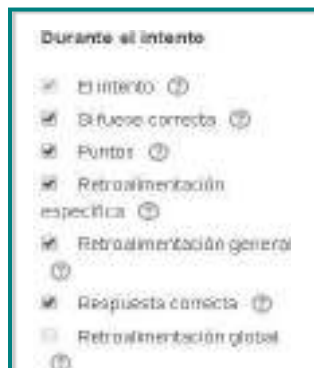 Durante el intento
El intento
Si fuese correcta
Puntos
Retroalimentación
específica
Retroalimentación general
Respuesta correcta
Retroalimentación global